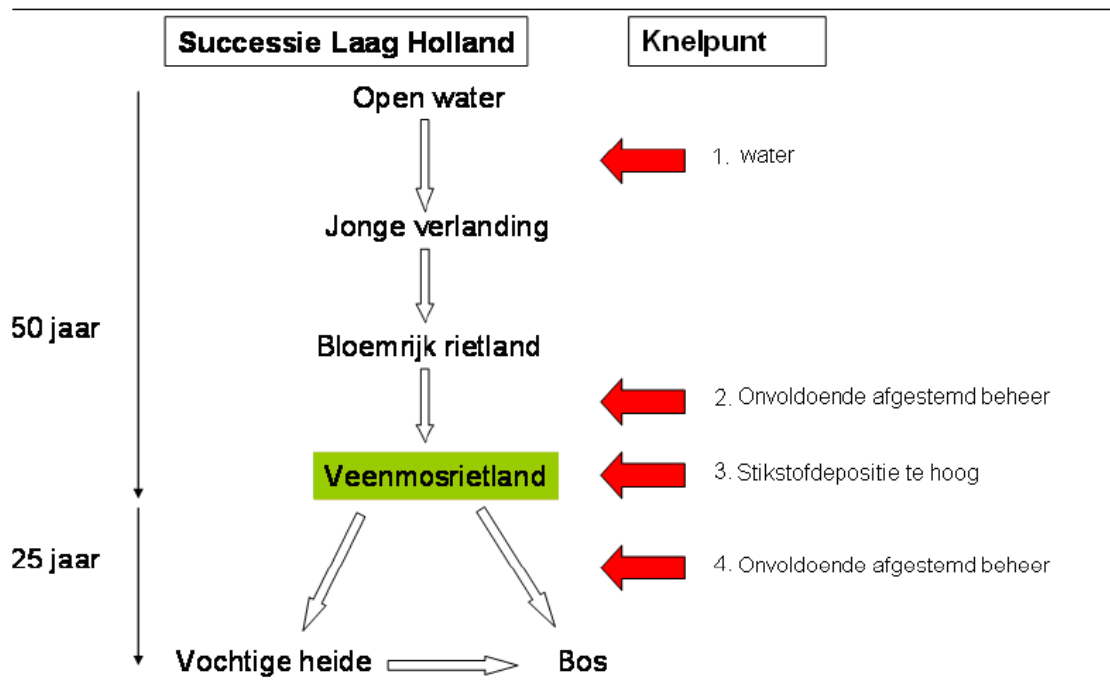 Successie Laag Holland
Knelpunt
Open water
1. water
Jonge verlanding
50 jaar
Bloemrijk rietland
2. Onvoldoende afgestemd beheer
Veenmosrietland
3. Stikstofdepositie te hoog
25 jaar
4. Onvoldoende afgestemd beheer
Vochtige heide
Bos